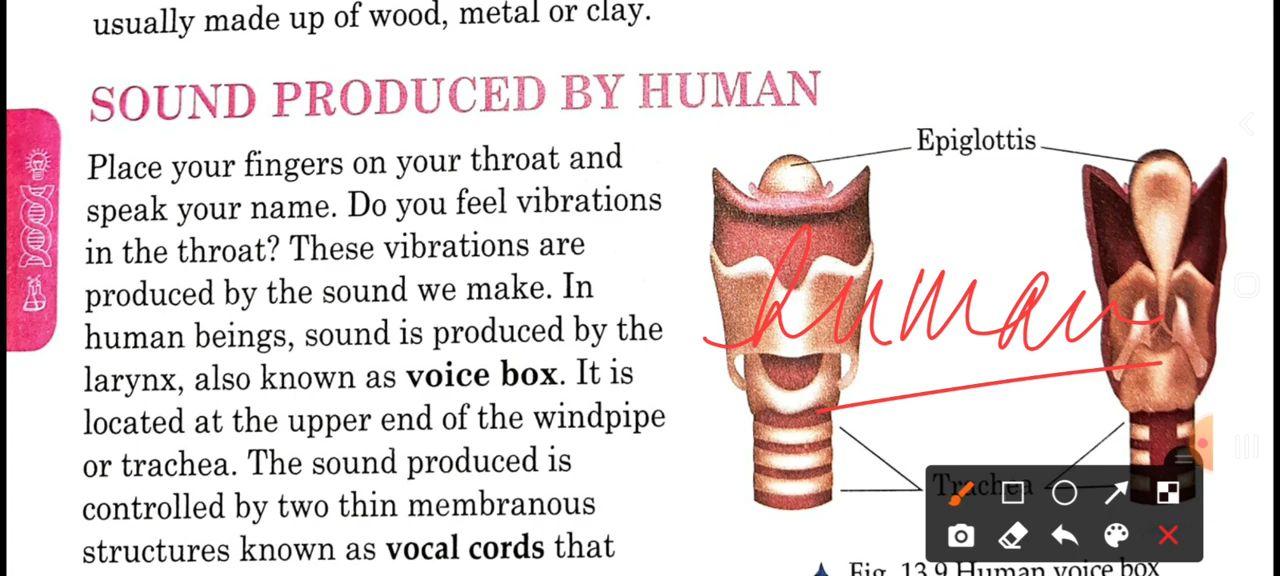 usually made up of wood, metal or clay.
SOUND PRODUCED BY HUMAN
Place your fingers on your throat and
speak your name. Do you feel vibrations
in the throat? These vibrations are
produced by the sound we make. In
human beings, sound is produced by the
larynx, also known as voice box. It is
located at the upper end of the windpipe
or trachea. The sound produced is
controlled by two thin membranous
structures known as vocal cords that
Epiglottis
human
Trachea
Fig. 13.9 Human voice box